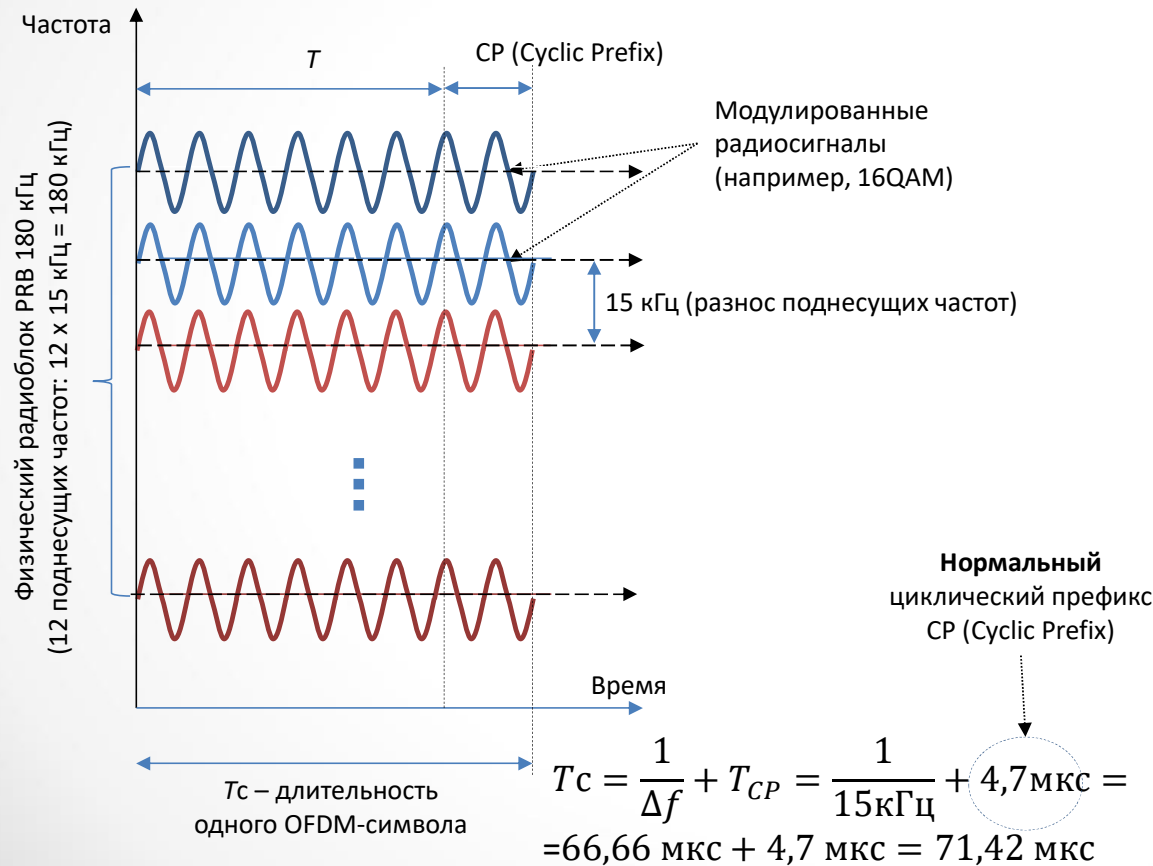 Частота
T
CP (Cyclic Prefix)
Модулированные
радиосигналы
(например, 16QAM)
15 кГц (разнос поднесущих частот)
Физический радиоблок PRB 180 кГц
(12 поднесущих частот: 12 x 15 кГц = 180 кГц)
Нормальный
циклический префикс
CP (Cyclic Prefix)
Время
Tс – длительность
одного OFDM-символа
Tс = 1/Δf + T_CP = 1/15кГц + 4,7мкс =
=66,66 мкс + 4,7 мкс = 71,42 мкс